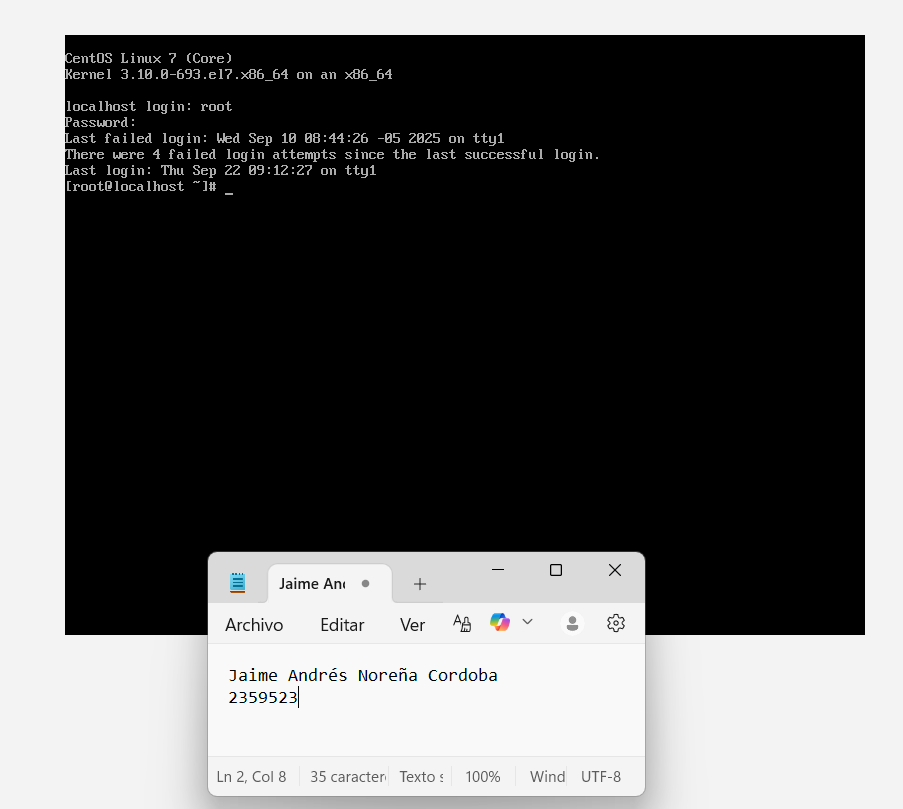 CentOS Linux 7 (Core)
Kernel 3.10.0-693.el7.x86_64 on an x86_64
localhost login: root
Password:
Last failed login: Wed Sep 10 08:44:26 -05 2025 on tty1
There were 4 failed login attempts since the last successful login.
Last login: Thu Sep 22 09:12:27 on tty1
[root@localhost ~]# _
Jaime An
Archivo Editar Ver
Jaime Andrés Noreña Cordoba
2359523
Ln 2, Col 8 35 caracter Texto s 100% Wind UTF-8